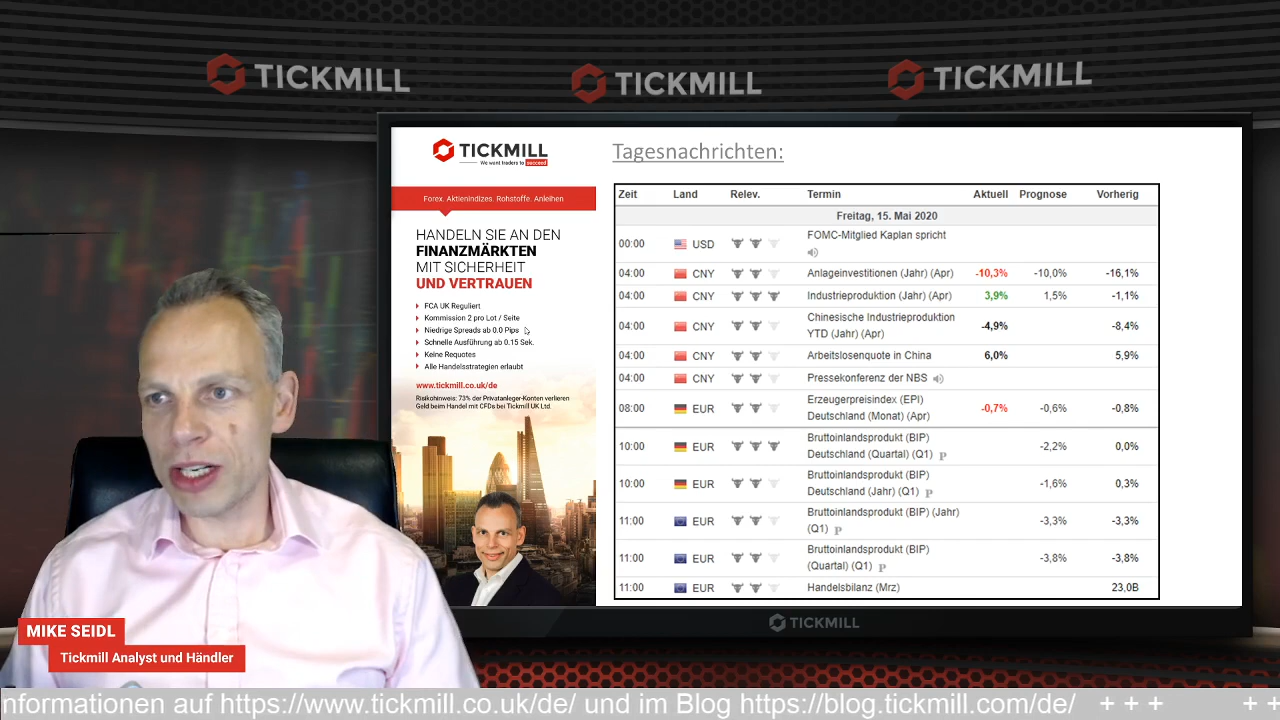 TICKMILL
TICKMILL
TICKMILL
TICKMILL
We want traders to succeed
Forex. Aktienindizes. Rohstoffe. Anleihen
HANDELN SIE AN DEN
FINANZMÄRKTEN
MIT SICHERHEIT
UND VERTRAUEN
FCA UK Reguliert
Kommission 2 pro Lot / Seite
Niedrige Spreads ab 0.0 Pips
Schnelle Ausführung ab 0.15 Sek.
Keine Requotes
Alle Handelsstrategien erlaubt
www.tickmill.co.uk/de
Risikohinweis: 73% der Privatanleger-Konten verlieren
Geld beim Handel mit CFDs bei Tickmill UK Ltd.
Tagesnachrichten:
Zeit Land Relev. Termin Aktuell Prognose Vorherig
Freitag, 15. Mai 2020
00:00 USD FOMC-Mitglied Kaplan spricht
04:00 CNY Anlageinvestitionen (Jahr) (Apr) -10,3% -10,0% -16,1%
04:00 CNY Industrieproduktion (Jahr) (Apr) 3,9% 1,5% -1,1%
04:00 CNY Chinesische Industrieproduktion
YTD (Jahr) (Apr) -4,9% -8,4%
04:00 CNY Arbeitslosenquote in China 6,0% 5,9%
04:00 CNY Pressekonferenz der NBS
08:00 EUR Erzeugerpreisindex (EPI)
Deutschland (Monat) (Apr) -0,7% -0,6% -0,8%
10:00 EUR Bruttoinlandsprodukt (BIP)
Deutschland (Quartal) (Q1) P -2,2% 0,0%
10:00 EUR Bruttoinlandsprodukt (BIP)
Deutschland (Jahr) (Q1) P -1,6% 0,3%
11:00 EUR Bruttoinlandsprodukt (BIP) (Jahr)
(Q1) P -3,3% -3,3%
11:00 EUR Bruttoinlandsprodukt (BIP)
(Quartal) (Q1) P -3,8% -3,8%
11:00 EUR Handelsbilanz (Mrz) 23,0B
TICKMILL
MIKE SEIDL
Tickmill Analyst und Händler
nformationen auf https://www.tickmill.co.uk/de/ und im Blog https://blog.tickmill.com/de/ + + + + +